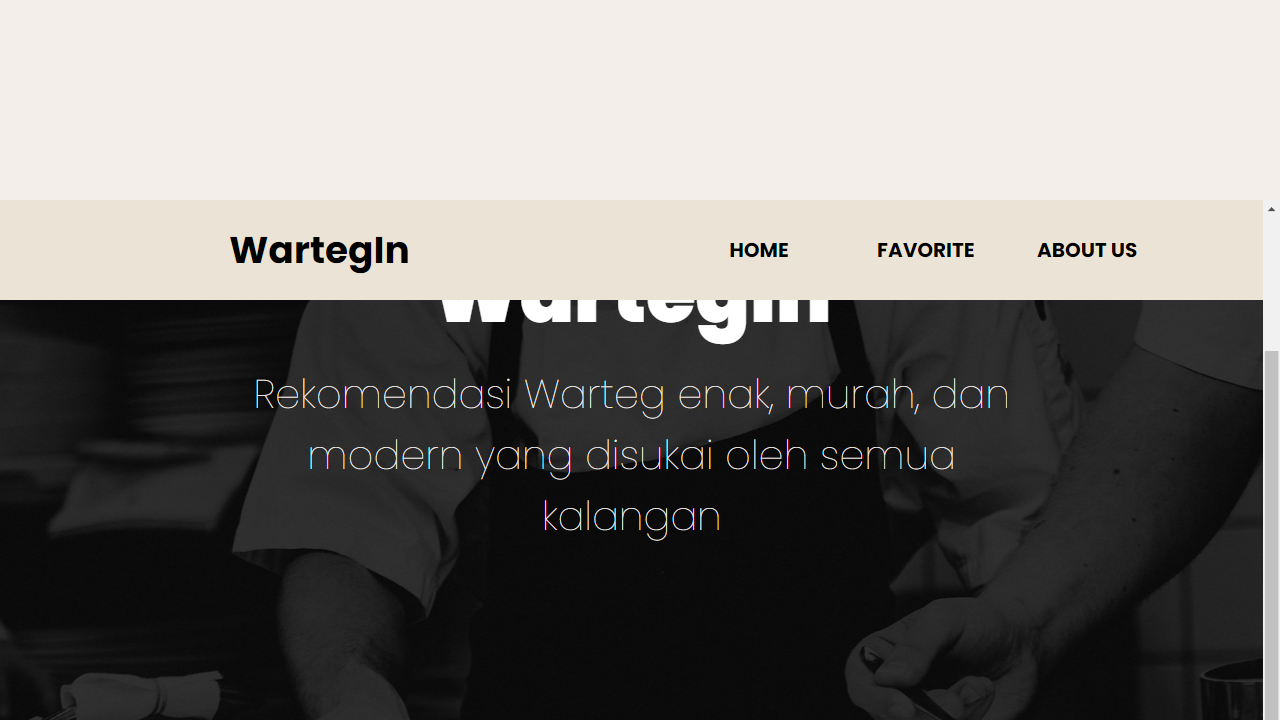 WartegIn
HOME
FAVORITE
ABOUT US
WartegIn
Rekomendasi Warteg enak, murah, dan
modern yang disukai oleh semua
kalangan